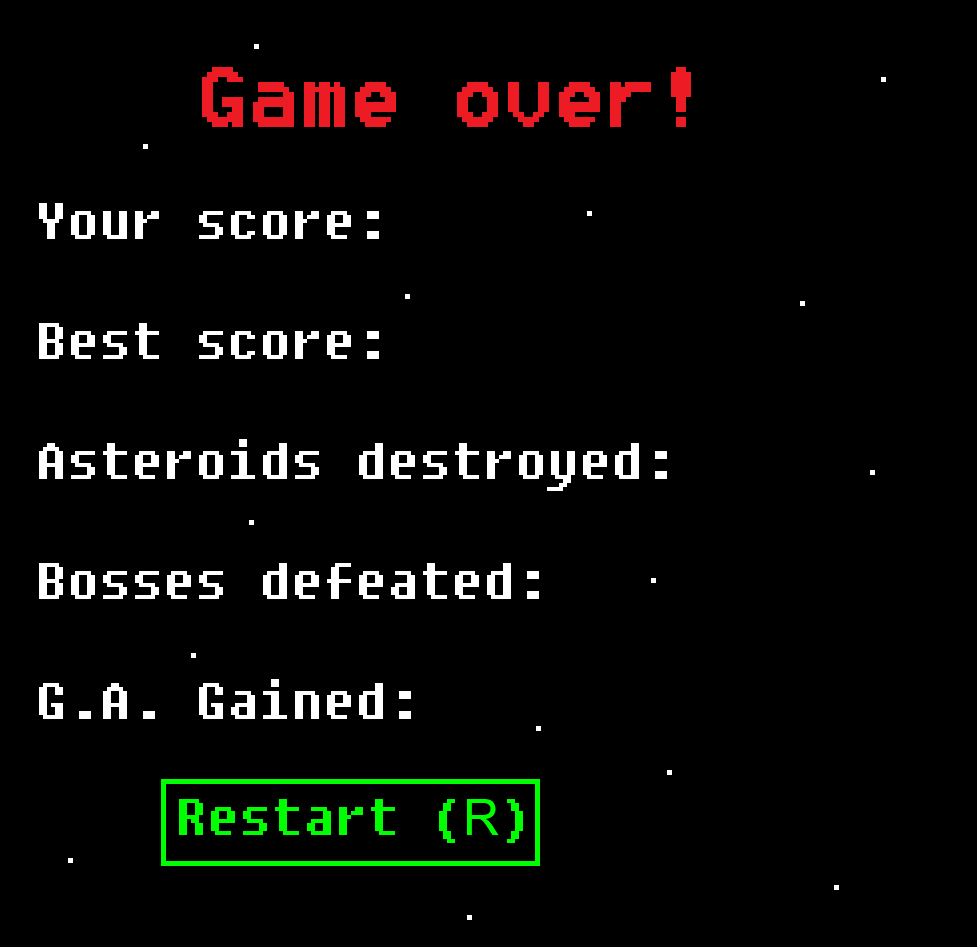 Game over!
Your score:
Best score:
Asteroids destroyed:
Bosses defeated:
G.A. Gained:
Restart (R)